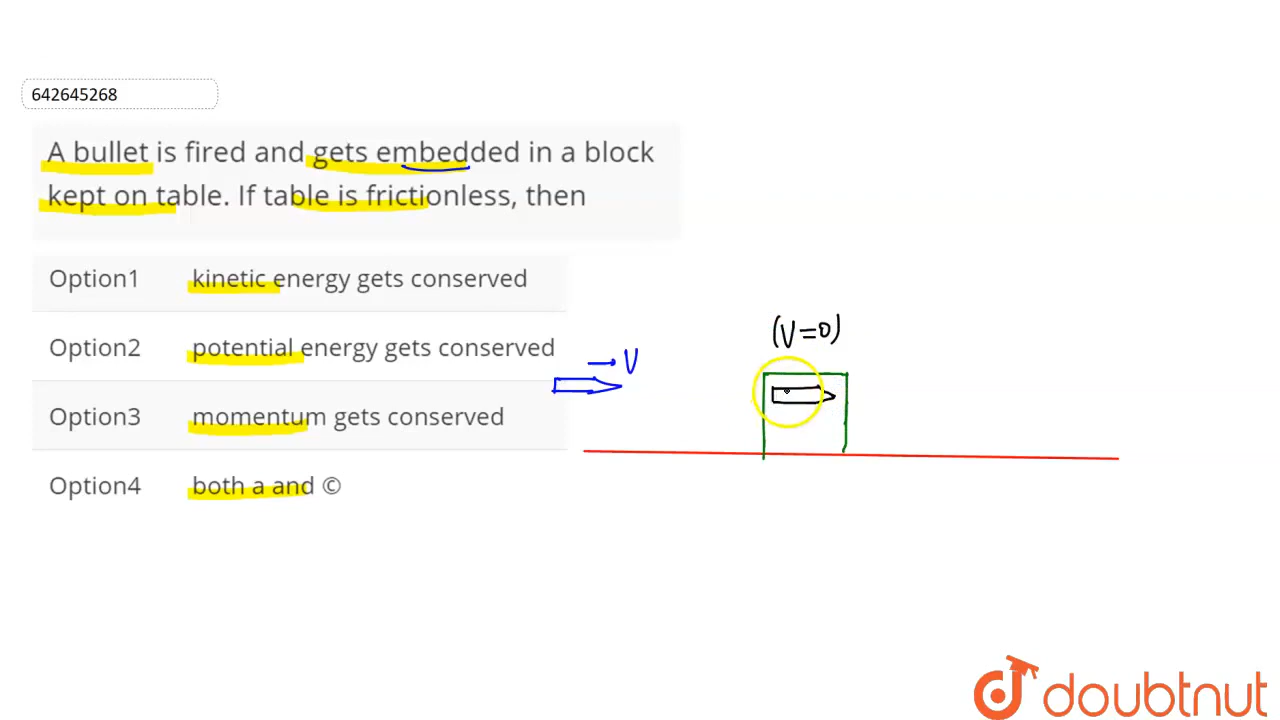 642645268
A bullet is fired and gets embedded in a block
kept on table. If table is frictionless, then
Option1 kinetic energy gets conserved
Option2 potential energy gets conserved
Option3 momentum gets conserved
Option4 both a and ©
→ V
(V=0)
doubtnut